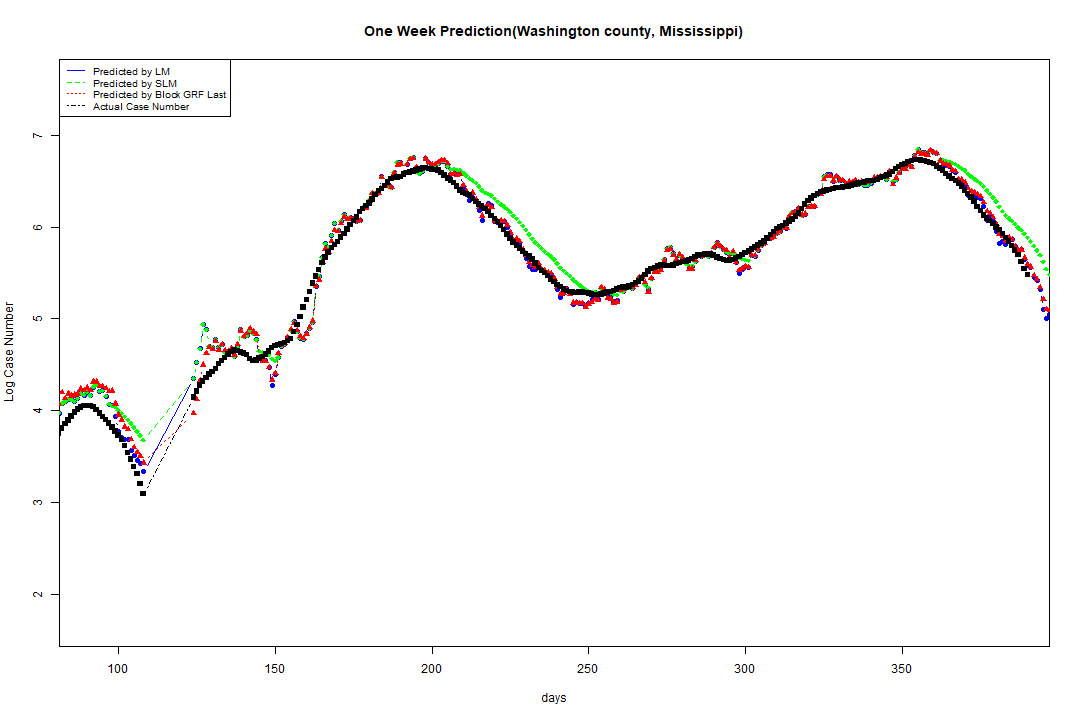 One Week Prediction(Washington county, Mississippi)
Predicted by LM
Predicted by SLM
Predicted by Block GRF Last
Actual Case Number
7
6
5
4
3
2
Log Case Number
100 150 200 250 300 350
days